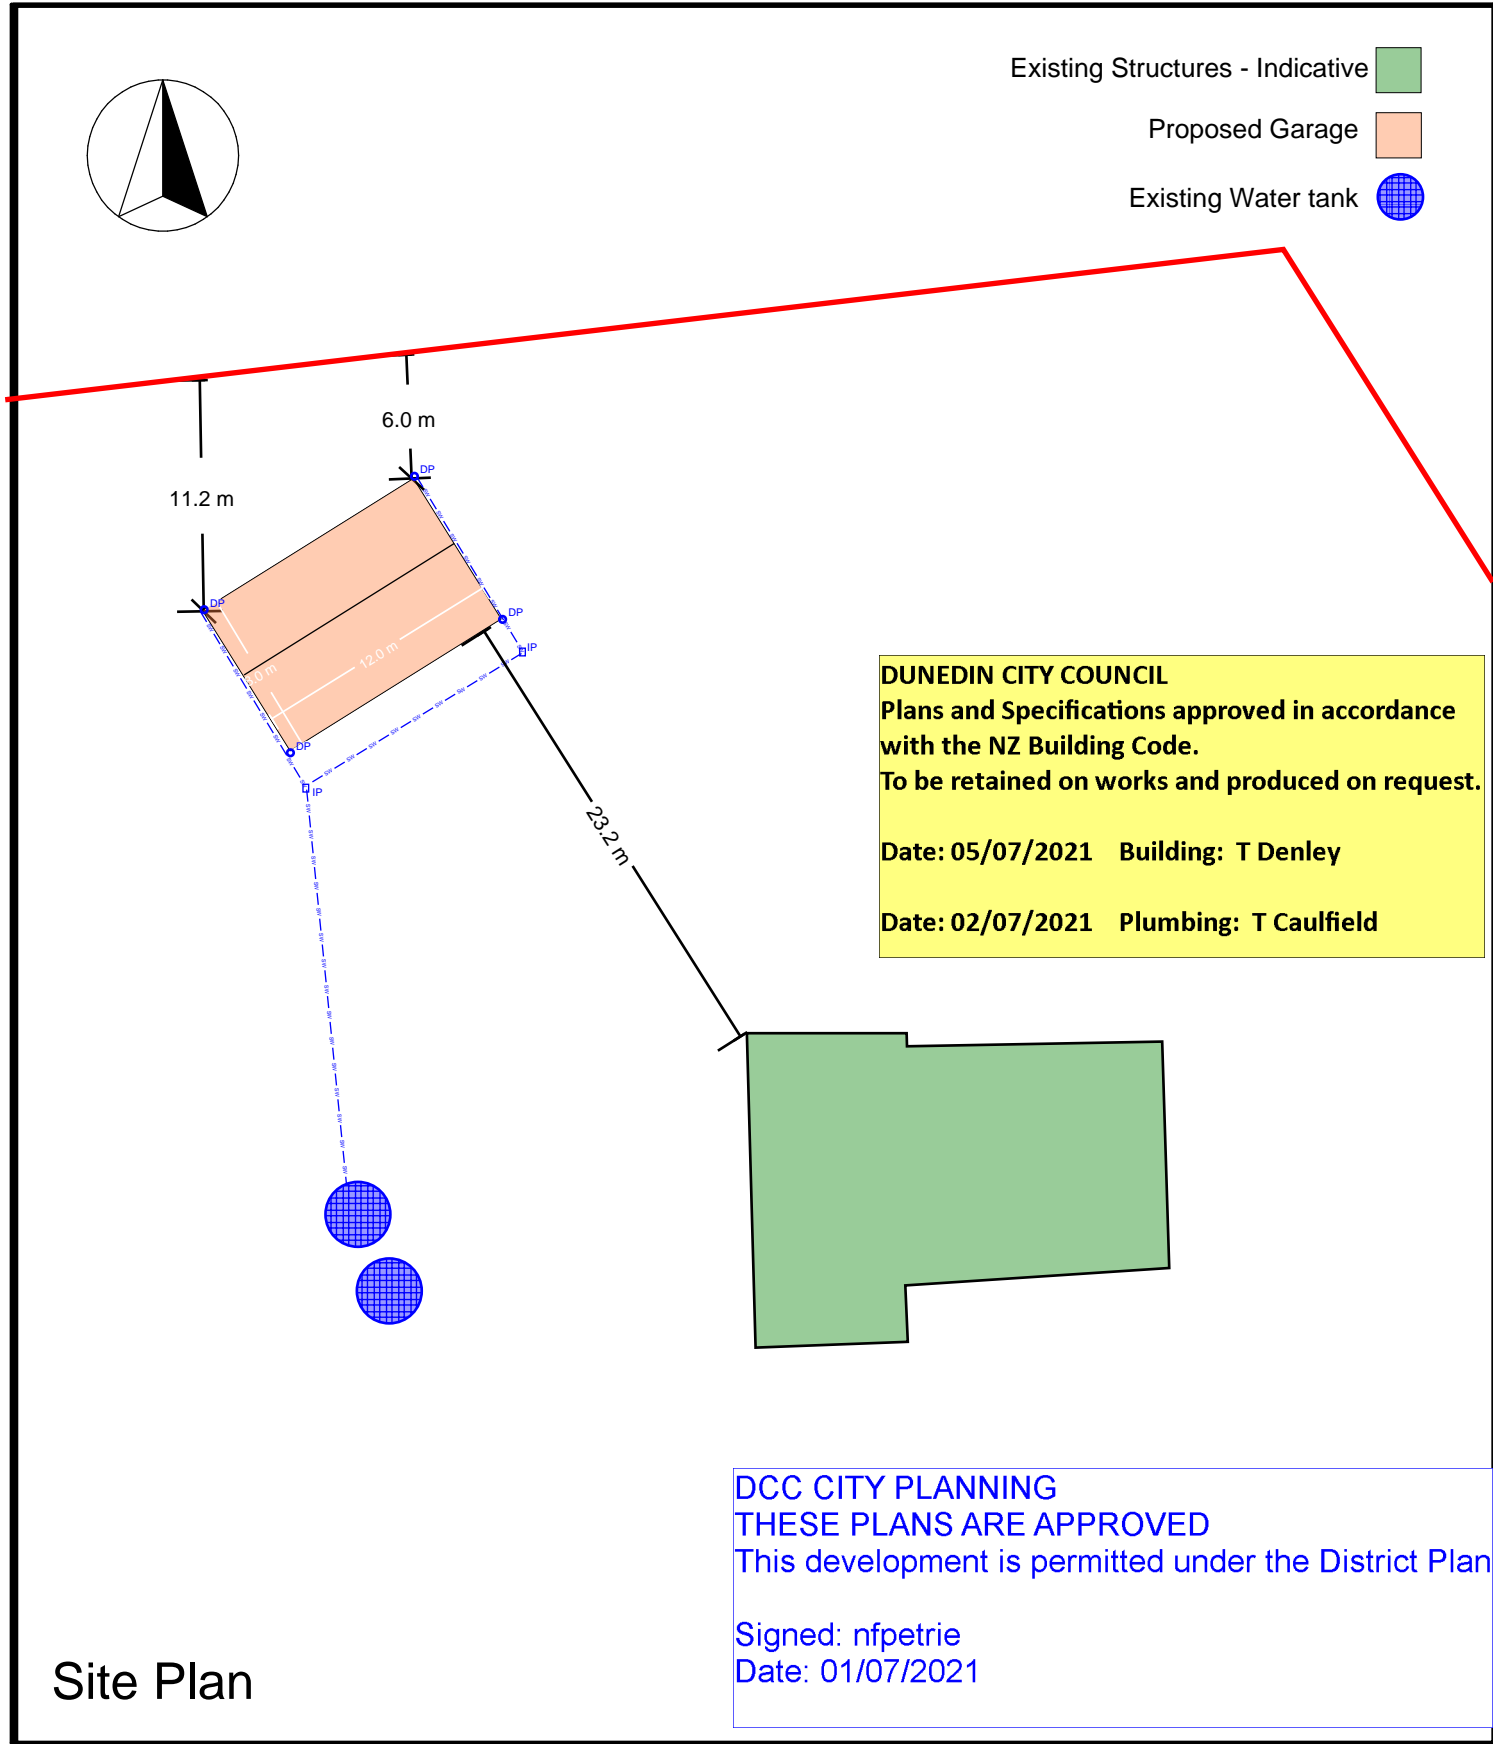 Existing Structures - Indicative
Proposed Garage
Existing Water tank
6.0 m
11.2 m
DP
DP
DP
DP
IP
IP
12.0 m
.0 m
23.2 m
DUNEDIN CITY COUNCIL
Plans and Specifications approved in accordance
with the NZ Building Code.
To be retained on works and produced on request.
Date: 05/07/2021 Building: T Denley
Date: 02/07/2021 Plumbing: T Caulfield
DCC CITY PLANNING
THESE PLANS ARE APPROVED
This development is permitted under the District Plan
Signed: nfpetrie
Date: 01/07/2021
Site Plan